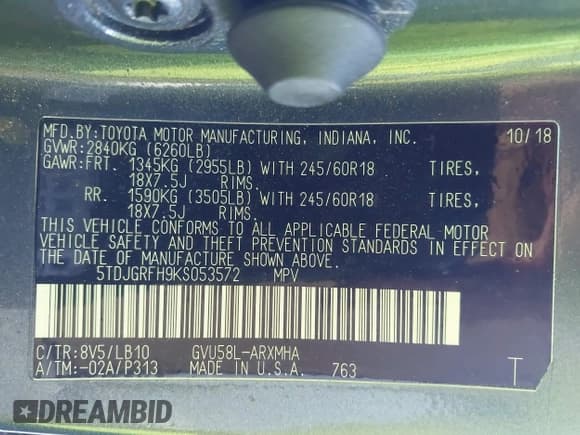 MFD.BY:TOYOTA MOTOR MANUFACTURING, INDIANA, INC. 10/18
GVWR:2840KG (6260LB)
GAWR:FRT. 1345KG (2955LB) WITH 245/60R18 TIRES,
18X7.5J RIMS.
RR. 1590KG (3505LB) WITH 245/60R18 TIRES,
18X7.5J RIMS.
THIS VEHICLE CONFORMS TO ALL APPLICABLE FEDERAL MOTOR
VEHICLE SAFETY AND THEFT PREVENTION STANDARDS IN EFFECT ON
THE DATE OF MANUFACTURE SHOWN ABOVE.
5TDJGRFH9KS053572 MPV
C/TR:8V5/LB10 GVU58L-ARXMHA
A/TM:-02A/P313 MADE IN U.S.A. 763 T
DREAMBID